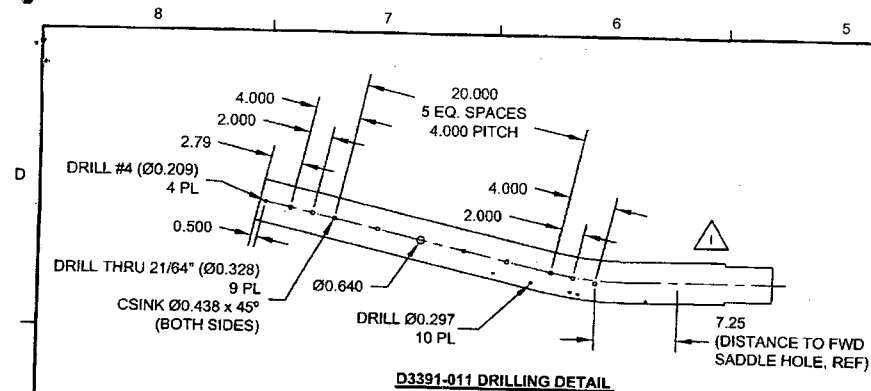 8 7 6 5
D
20.000
5 EQ. SPACES
4.000 PITCH
4.000
2.000
2.79
DRILL #4 (Ø0.209)
4 PL
0.500
DRILL THRU 21/64" (Ø0.328)
9 PL
CSINK Ø0.438 x 45º
(BOTH SIDES)
Ø0.640
DRILL Ø0.297
10 PL
4.000
2.000
1
7.25
(DISTANCE TO FWD
SADDLE HOLE, REF)
D3391-011 DRILLING DETAIL